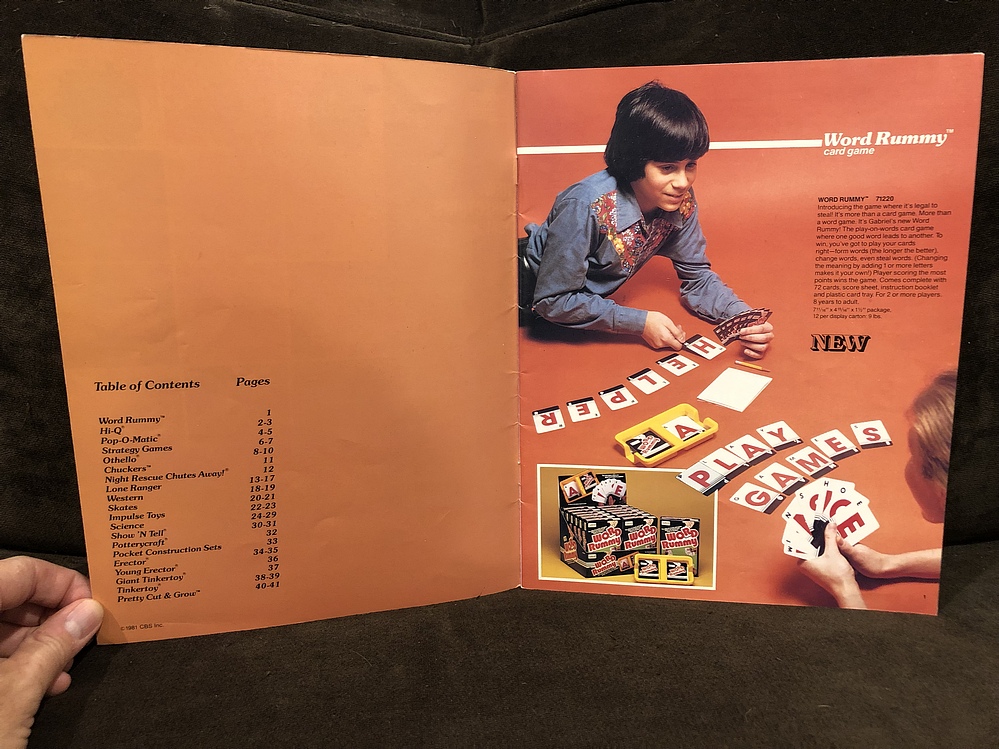 Table of Contents Pages
Word Rummy™ 1
Hi-Q® 2-3
Pop-O-Matic® 4-5
Strategy Games 6-7
Othello® 8-10
Chuckers™ 11
Night Rescue Chutes Away!® 12
Lone Ranger 13-17
Western 18-19
Skates 20-21
Impulse Toys 22-23
Science 24-29
Show 'N Tell® 30-31
Potterycraft® 32
Pocket Construction Sets 33
Erector® 34-35
Young Erector® 36
Giant Tinkertoy® 37
Tinkertoy® 38-39
Pretty Cut & Grow™ 40-41
©1981 CBS Inc.
Word Rummy™
card game
WORD RUMMY™ 71220
Introducing the game where it's legal to
steal! It's more than a card game. More than
a word game. It's Gabriel's new Word
Rummy! The play-on-words card game
where one good word leads to another. To
win, you've got to play your cards
right—form words (the longer the better),
change words, even steal words. (Changing
the meaning by adding 1 or more letters
makes it your own!) Player scoring the most
points wins the game. Comes complete with
72 cards, score sheet, instruction booklet
and plastic card tray. For 2 or more players.
8 years to adult.
12 per display carton: 9 lbs.
NEW
HELPER
A
PLAY
GAMES
WORD Rummy
WORD Rummy
WORD Rummy
WORD Rummy
1